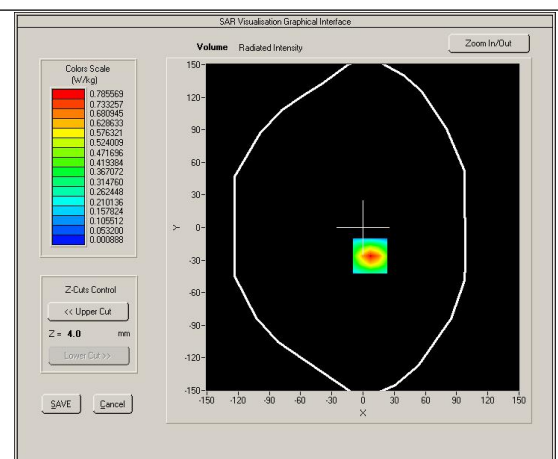 SAR Visualisation Graphical Interface
Volume Radiated Intensity
Zoom In/Out
Colors Scale
(W/kg)
0.785569
0.733257
0.680945
0.628633
0.576321
0.524009
0.471696
0.419384
0.367072
0.314760
0.262448
0.210136
0.157824
0.105512
0.053200
0.000888
Z-Cuts Control
<< Upper Cut
Z = 4.0 mm
Lower Cut >>
SAVE Cancel
150
120
90
60
30
0
-30
-60
-90
-120
-150
Y
-150 -120 -90 -60 -30 0 30 60 90 120 150
X